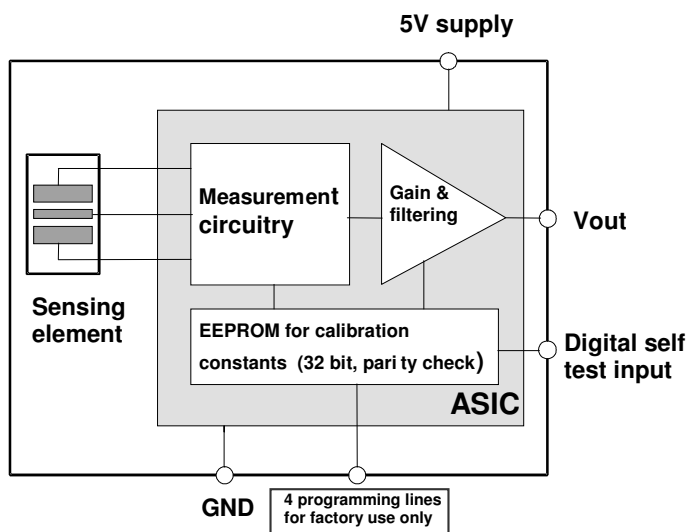 5V supply
Measurement
circuitry
Gain &
filtering
Vout
Sensing
element
EEPROM for calibration
constants (32 bit, pari ty check)
Digital self
test input
ASIC
GND
4 programming lines
for factory use only